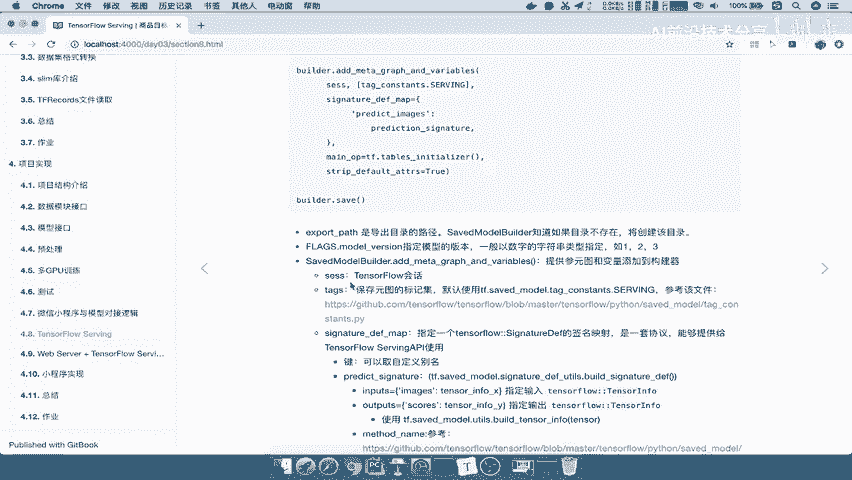 Chrome 文件 修改 视图 历史记录 书签 其他人 电动窗 帮助
100%
AI前沿技术分享
TensorFlow Serving | 商品目标
localhost:4000/day03/section8.html
3.3. 数据集格式转换
3.4. slim库介绍
3.5. TFRecords文件读取
3.6. 总结
3.7. 作业
4. 项目实现
4.1. 项目结构介绍
4.2. 数据模块接口
4.3. 模型接口
4.4. 预处理
4.5. 多GPU训练
4.6. 测试
4.7. 微信小程序与模型对接逻辑
4.8. TensorFlow Serving
4.9. Web Server + TensorFlow Servi...
4.10. 小程序实现
4.11. 总结
4.12. 作业
Published with GitBook
builder.add_meta_graph_and_variables(
sess, [tag_constants.SERVING],
signature_def_map={
'predict_images':
prediction_signature,
},
main_op=tf.tables_initializer(),
strip_default_attrs=True)
builder.save()
export_path 是导出目录的路径。SavedModelBuilder知道如果目录不存在，将创建该目录。
FLAGS.model_version指定模型的版本，一般以数字的字符串类型指定，如1，2，3
SavedModelBuilder.add_meta_graph_and_variables()：提供参元图和变量添加到构建器
sess：TensorFlow会话
tags：保存元图的标记集，默认使用tf.saved_model.tag_constants.SERVING，参考该文件：
https://github.com/tensorflow/tensorflow/blob/master/tensorflow/python/saved_model/tag_con
stants.py
signature_def_map：指定一个tensorflow::SignatureDef的签名映射，是一套协议，能够提供给
TensorFlow ServingAPI使用
键：可以取自定义别名
predict_signature：(tf.saved_model.signature_def_utils.build_signature_def())
inputs={'images': tensor_info_x} 指定输入 tensorflow::TensorInfo
outputs={'scores': tensor_info_y} 指定输出 tensorflow::TensorInfo
使用 tf.saved_model.utils.build_tensor_info(tensor)
method_name:参考：
https://github.com/tensorflow/tensorflow/blob/master/tensorflow/python/saved_model/